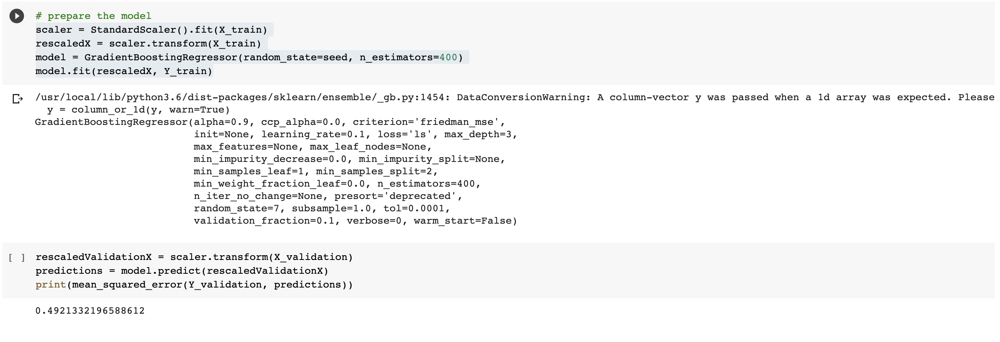 # prepare the model
scaler = StandardScaler().fit(X_train)
rescaledX = scaler.transform(X_train)
model = GradientBoostingRegressor(random_state=seed, n_estimators=400)
model.fit(rescaledX, Y_train)
/usr/local/lib/python3.6/dist-packages/sklearn/ensemble/_gb.py:1454: DataConversionWarning: A column-vector y was passed when a 1d array was expected. Please
  y = column_or_1d(y, warn=True)
GradientBoostingRegressor(alpha=0.9, ccp_alpha=0.0, criterion='friedman_mse',
                          init=None, learning_rate=0.1, loss='ls', max_depth=3,
                          max_features=None, max_leaf_nodes=None,
                          min_impurity_decrease=0.0, min_impurity_split=None,
                          min_samples_leaf=1, min_samples_split=2,
                          min_weight_fraction_leaf=0.0, n_estimators=400,
                          n_iter_no_change=None, presort='deprecated',
                          random_state=7, subsample=1.0, tol=0.0001,
                          validation_fraction=0.1, verbose=0, warm_start=False)
[ ] rescaledValidationX = scaler.transform(X_validation)
predictions = model.predict(rescaledValidationX)
print(mean_squared_error(Y_validation, predictions))
0.4921332196588612